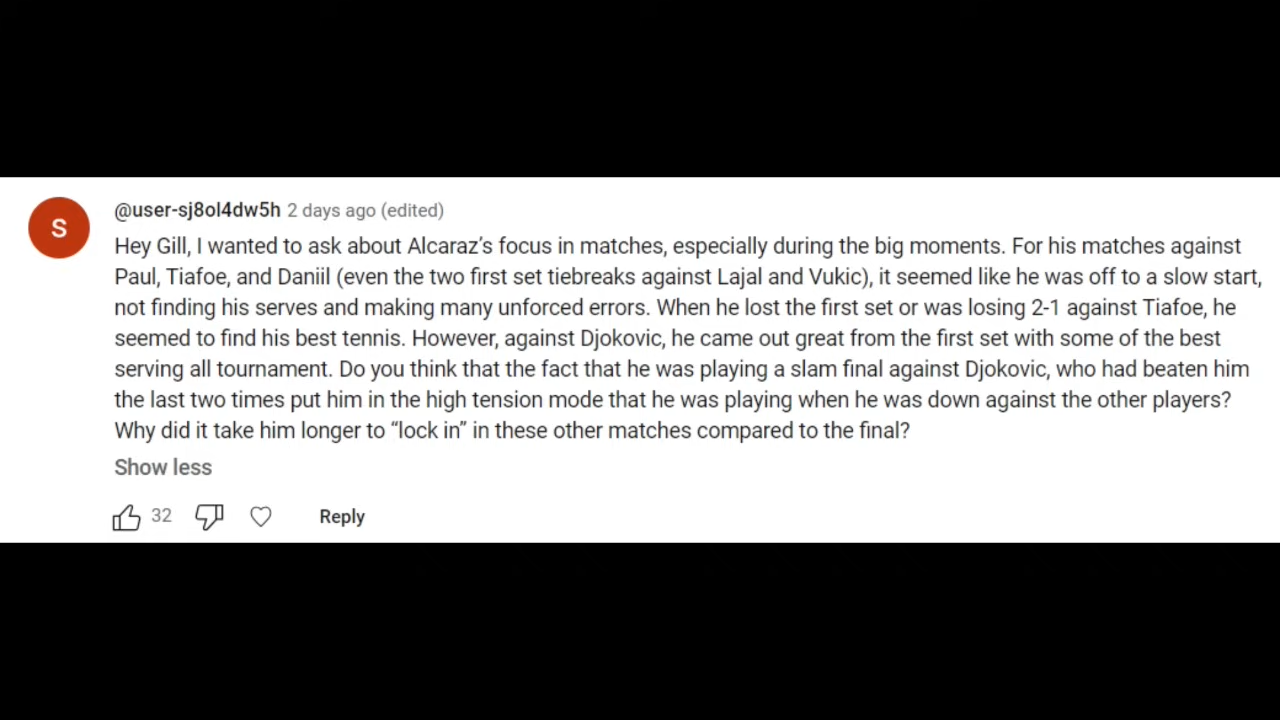 S
@user-sj8ol4dw5h 2 days ago (edited)
Hey Gill, I wanted to ask about Alcaraz's focus in matches, especially during the big moments. For his matches against
Paul, Tiafoe, and Daniil (even the two first set tiebreaks against Lajal and Vukic), it seemed like he was off to a slow start,
not finding his serves and making many unforced errors. When he lost the first set or was losing 2-1 against Tiafoe, he
seemed to find his best tennis. However, against Djokovic, he came out great from the first set with some of the best
serving all tournament. Do you think that the fact that he was playing a slam final against Djokovic, who had beaten him
the last two times put him in the high tension mode that he was playing when he was down against the other players?
Why did it take him longer to “lock in” in these other matches compared to the final?
Show less
32 Reply